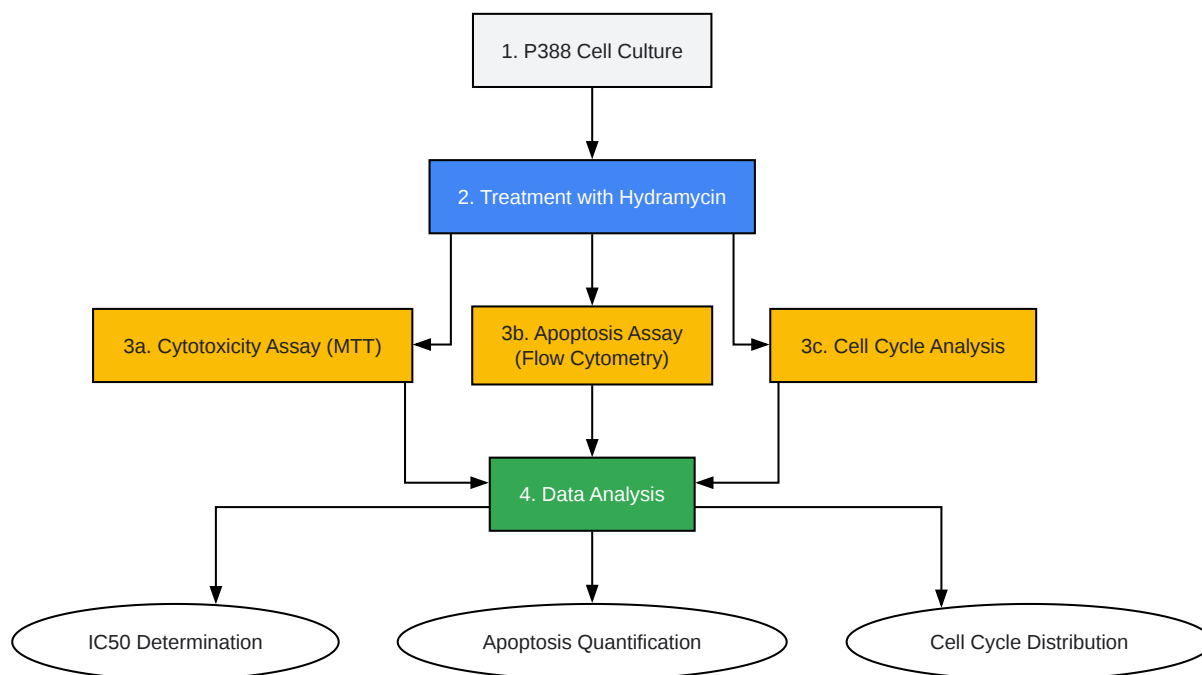 1. P388 Cell Culture
2. Treatment with Hydramycin
3a. Cytotoxicity Assay (MTT)
3b. Apoptosis Assay
(Flow Cytometry)
3c. Cell Cycle Analysis
4. Data Analysis
IC50 Determination
Apoptosis Quantification
Cell Cycle Distribution